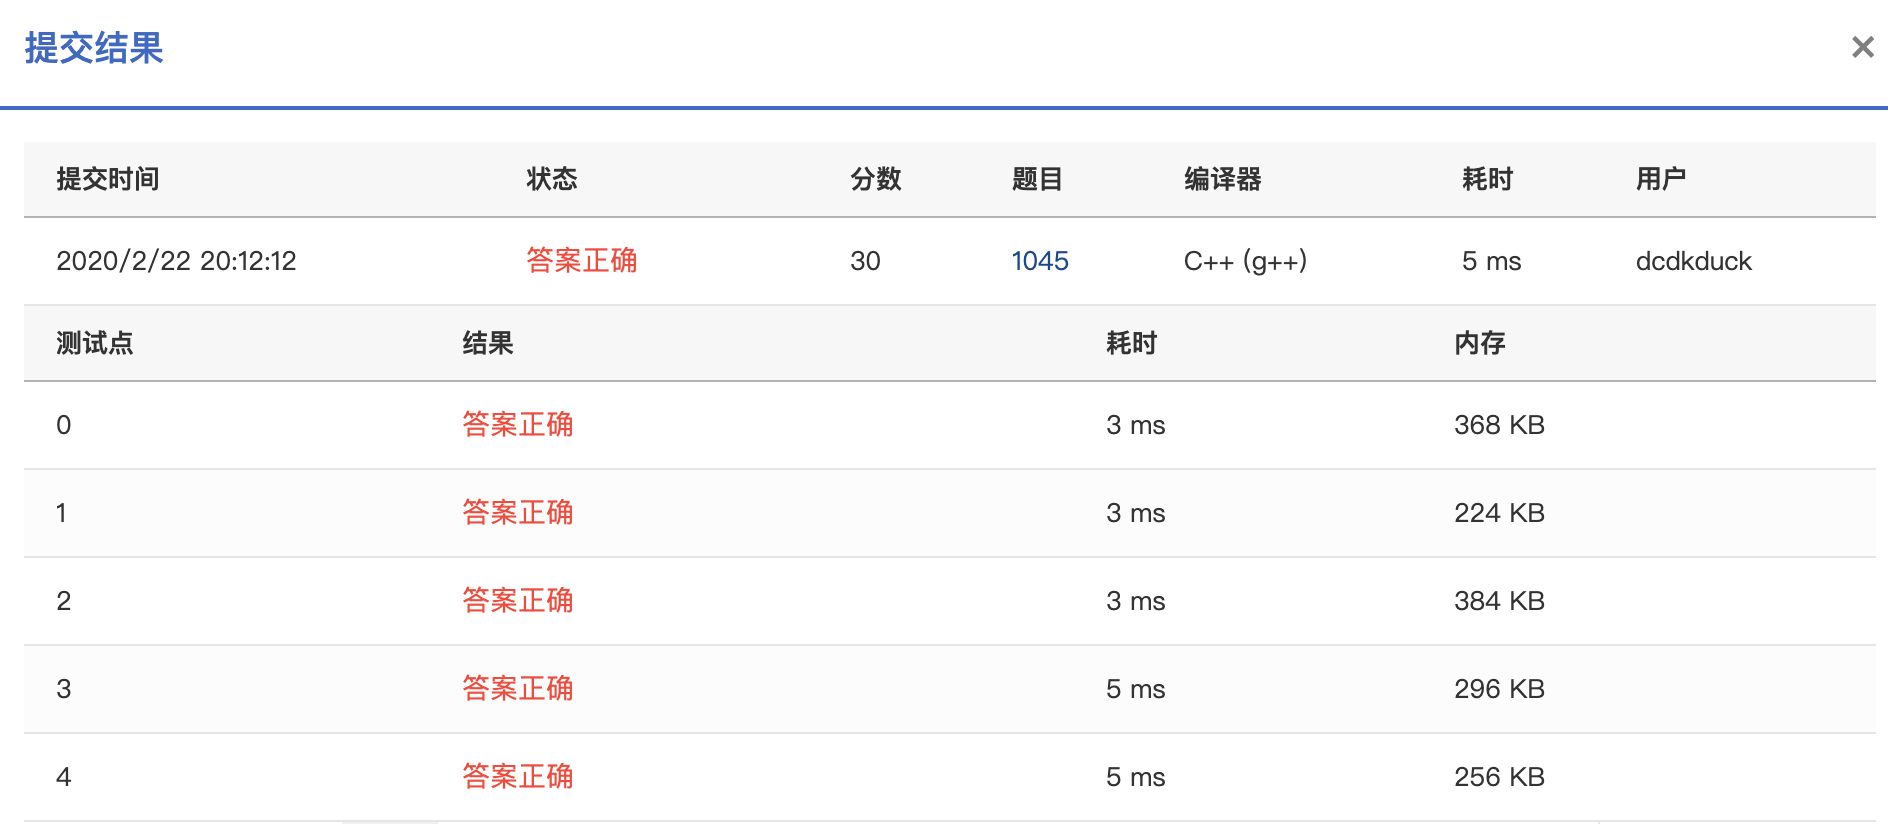 提交结果
提交时间 状态 分数 题目 编译器 耗时 用户
2020/2/22 20:12:12 答案正确 30 1045 C++ (g++) 5 ms dcdkduck
测试点 结果 耗时 内存
0 答案正确 3 ms 368 KB
1 答案正确 3 ms 224 KB
2 答案正确 3 ms 384 KB
3 答案正确 5 ms 296 KB
4 答案正确 5 ms 256 KB